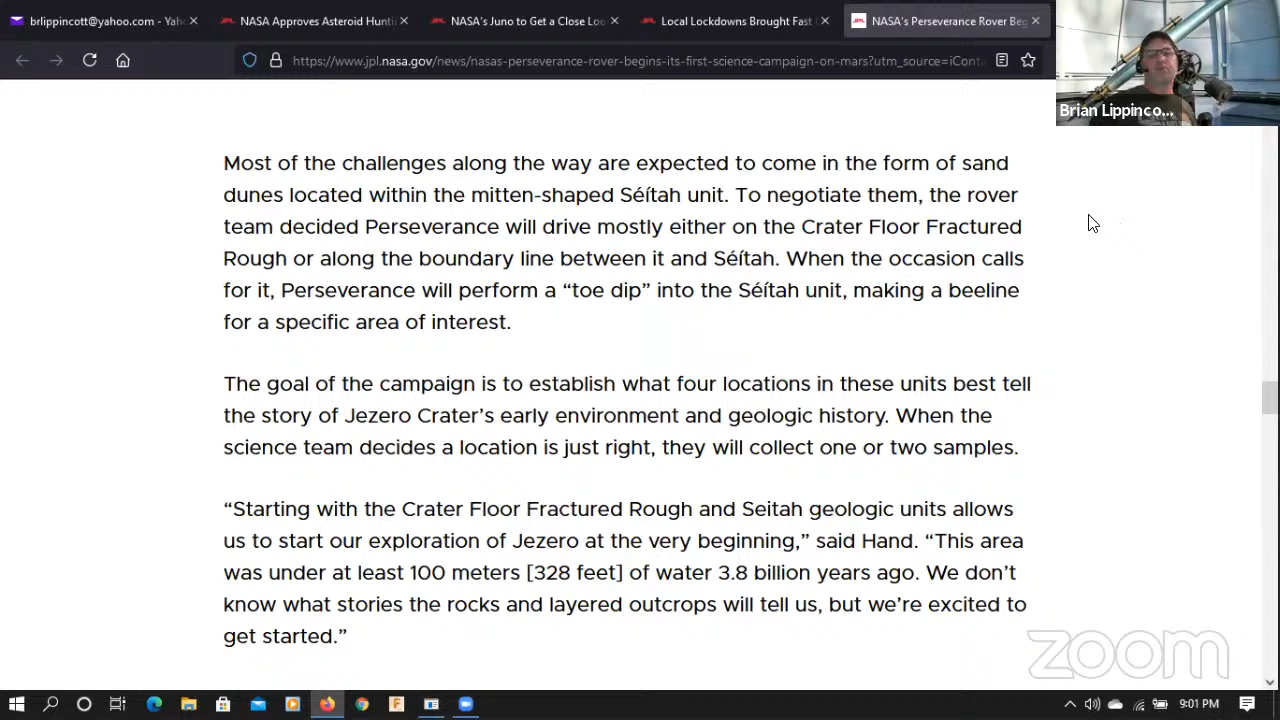 brlippincott@yahoo.com - Yah
NASA Approves Asteroid Hunti
NASA's Juno to Get a Close Loo
Local Lockdowns Brought Fast
NASA's Perseverance Rover Beg
https://www.jpl.nasa.gov/news/nasas-perseverance-rover-begins-its-first-science-campaign-on-mars?utm_source=iConta
Brian Lippinco...
Most of the challenges along the way are expected to come in the form of sand
dunes located within the mitten-shaped Séítah unit. To negotiate them, the rover
team decided Perseverance will drive mostly either on the Crater Floor Fractured
Rough or along the boundary line between it and Séítah. When the occasion calls
for it, Perseverance will perform a “toe dip” into the Séítah unit, making a beeline
for a specific area of interest.
The goal of the campaign is to establish what four locations in these units best tell
the story of Jezero Crater’s early environment and geologic history. When the
science team decides a location is just right, they will collect one or two samples.
“Starting with the Crater Floor Fractured Rough and Seitah geologic units allows
us to start our exploration of Jezero at the very beginning,” said Hand. “This area
was under at least 100 meters [328 feet] of water 3.8 billion years ago. We don’t
know what stories the rocks and layered outcrops will tell us, but we’re excited to
get started.”
zoom
9:01 PM